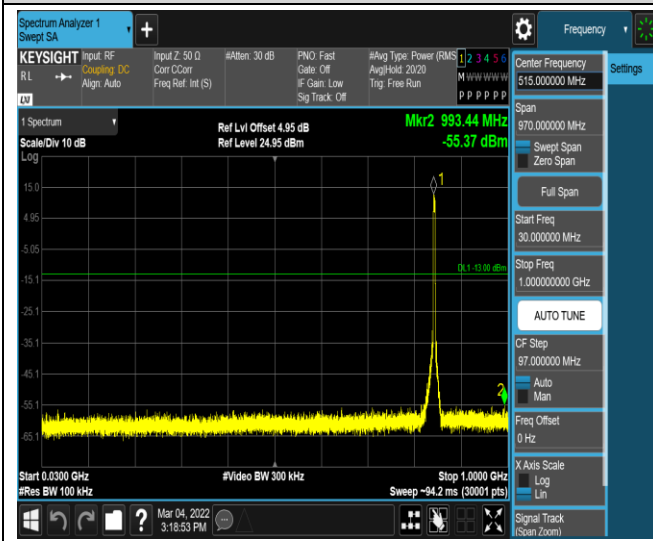 Spectrum Analyzer 1
Swept SA
+
Frequency
KEYSIGHT
RL
LXI
Input: RF
Coupling: DC
Align: Auto
Input Z: 50 Ω
Corr CCorr
Freq Ref: Int (S)
#Atten: 30 dB
PNO: Fast
Gate: Off
IF Gain: Low
Sig Track: Off
#Avg Type: Power (RMS
Avg|Hold: 20/20
Trig: Free Run
1 2 3 4 5 6
M W W W W W
P P P P P P
1 Spectrum
Scale/Div 10 dB
Ref Lvl Offset 4.95 dB
Ref Level 24.95 dBm
Mkr2 993.44 MHz
-55.37 dBm
Log
15.0
4.95
-5.05
-15.1
-25.1
-35.1
-45.1
-55.1
-65.1
1
DL1 -13.00 dBm
2
Start 0.0300 GHz
#Res BW 100 kHz
#Video BW 300 kHz
Stop 1.0000 GHz
Sweep ~94.2 ms (30001 pts)
?
Mar 04, 2022
3:18:53 PM
Center Frequency
515.000000 MHz
Span
970.000000 MHz
Swept Span
Zero Span
Full Span
Start Freq
30.000000 MHz
Stop Freq
1.000000000 GHz
AUTO TUNE
CF Step
97.000000 MHz
Auto
Man
Freq Offset
0 Hz
X Axis Scale
Log
Lin
Signal Track
(Span Zoom)
Settings